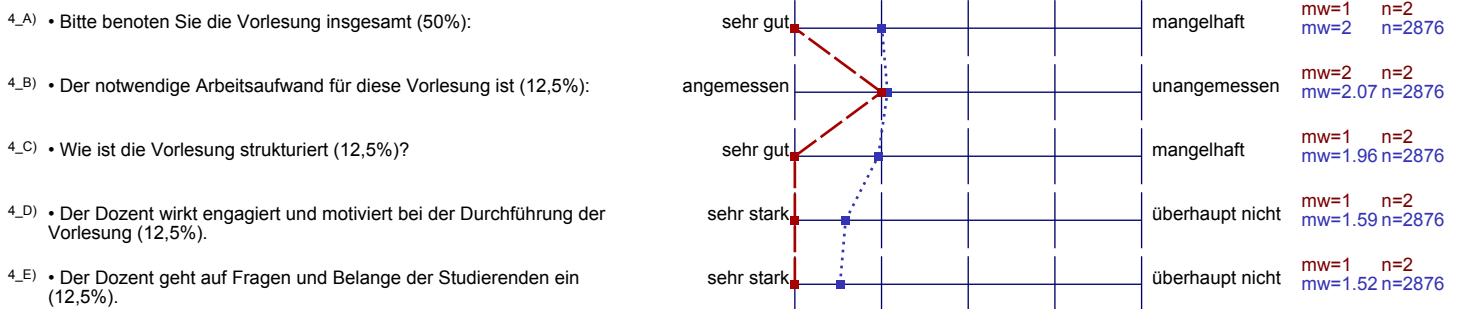 4_A) • Bitte benoten Sie die Vorlesung insgesamt (50%): sehr gut mangelhaft mw=1 n=2
mw=2 n=2876
4_B) • Der notwendige Arbeitsaufwand für diese Vorlesung ist (12,5%): angemessen unangemessen mw=2 n=2
mw=2.07 n=2876
4_C) • Wie ist die Vorlesung strukturiert (12,5%)? sehr gut mangelhaft mw=1 n=2
mw=1.96 n=2876
4_D) • Der Dozent wirkt engagiert und motiviert bei der Durchführung der sehr stark überhaupt nicht mw=1 n=2
Vorlesung (12,5%). mw=1.59 n=2876
4_E) • Der Dozent geht auf Fragen und Belange der Studierenden ein sehr stark überhaupt nicht mw=1 n=2
(12,5%). mw=1.52 n=2876